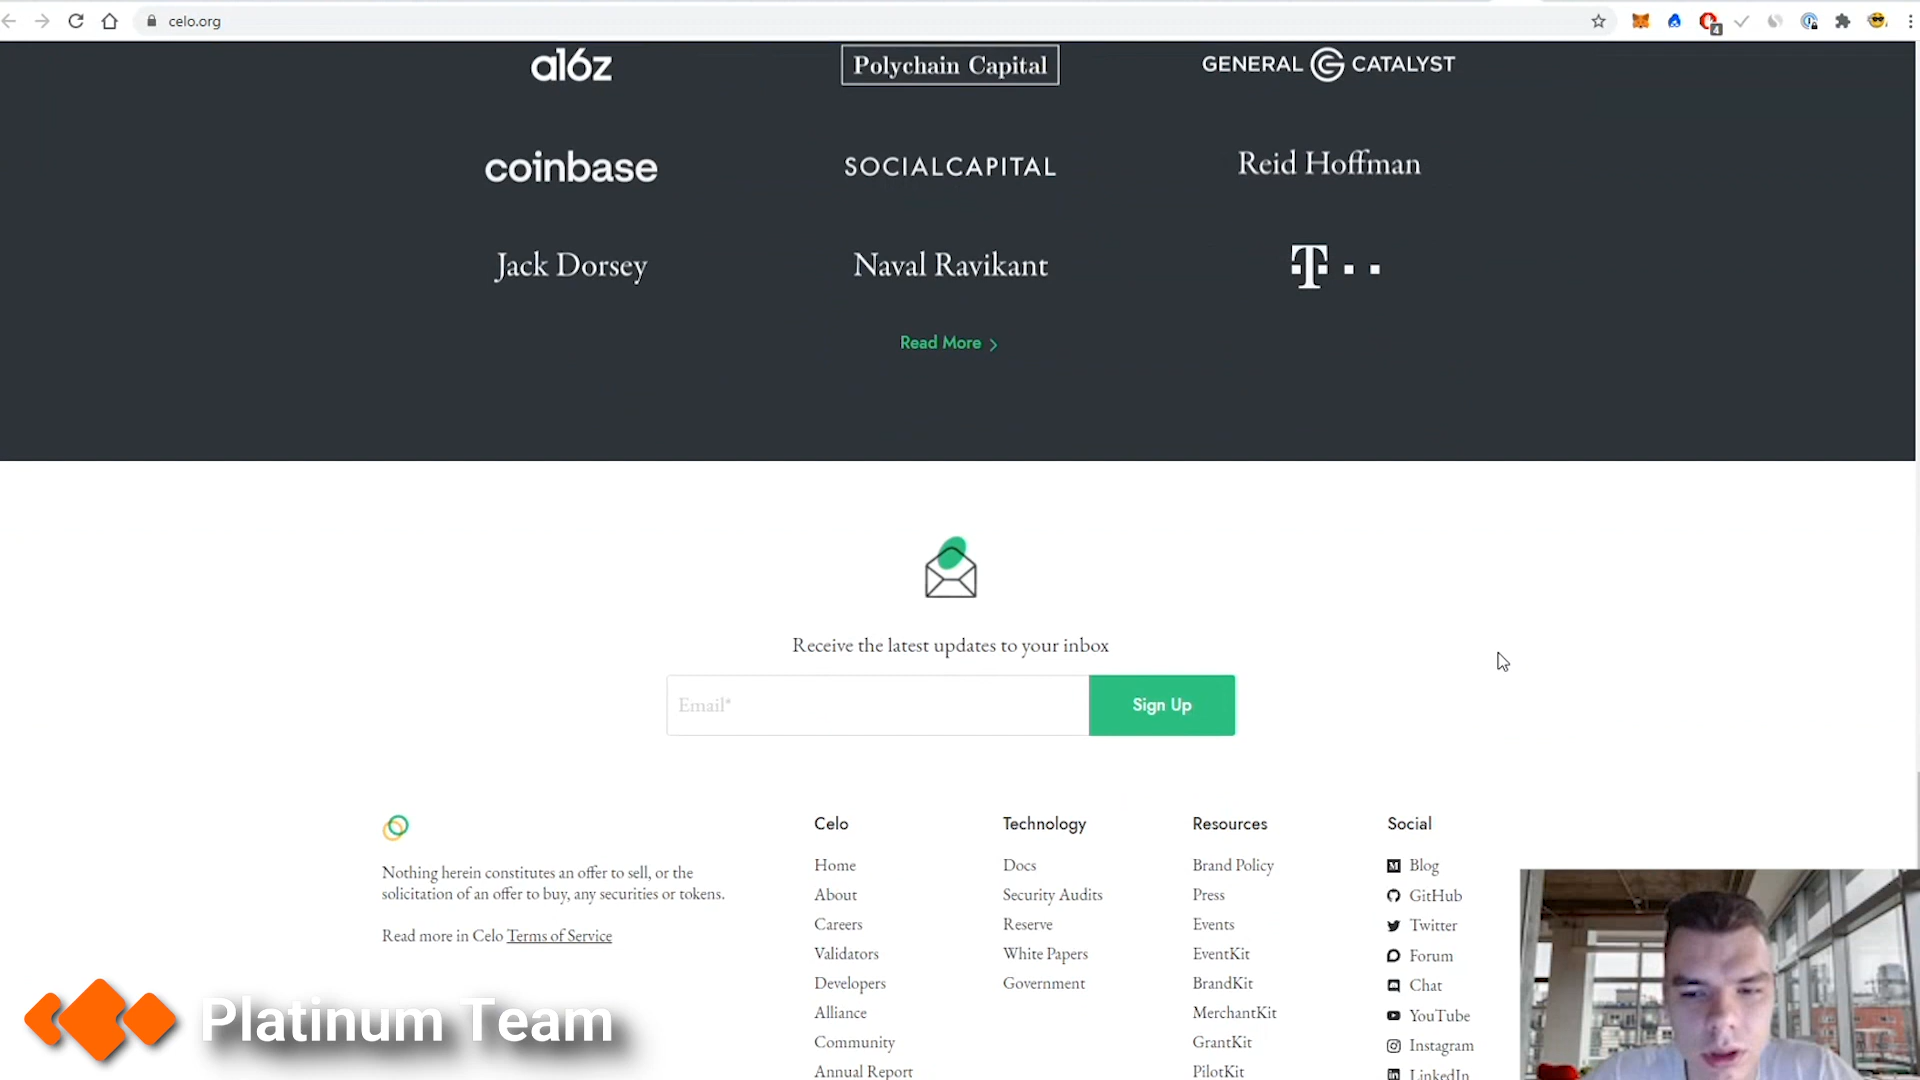 celo.org
4
a16z
Polychain Capital
GENERAL CATALYST
coinbase
SOCIALCAPITAL
Reid Hoffman
Jack Dorsey
Naval Ravikant
T
Read More
Receive the latest updates to your inbox
Email*
Sign Up
Nothing herein constitutes an offer to sell, or the
solicitation of an offer to buy, any securities or tokens.
Read more in Celo Terms of Service
Celo
Home
About
Careers
Validators
Developers
Alliance
Community
Annual Report
Technology
Docs
Security Audits
Reserve
White Papers
Government
Resources
Brand Policy
Press
Events
EventKit
BrandKit
MerchantKit
GrantKit
PilotKit
Social
Blog
GitHub
Twitter
Forum
Chat
YouTube
Instagram
LinkedIn
Platinum Team